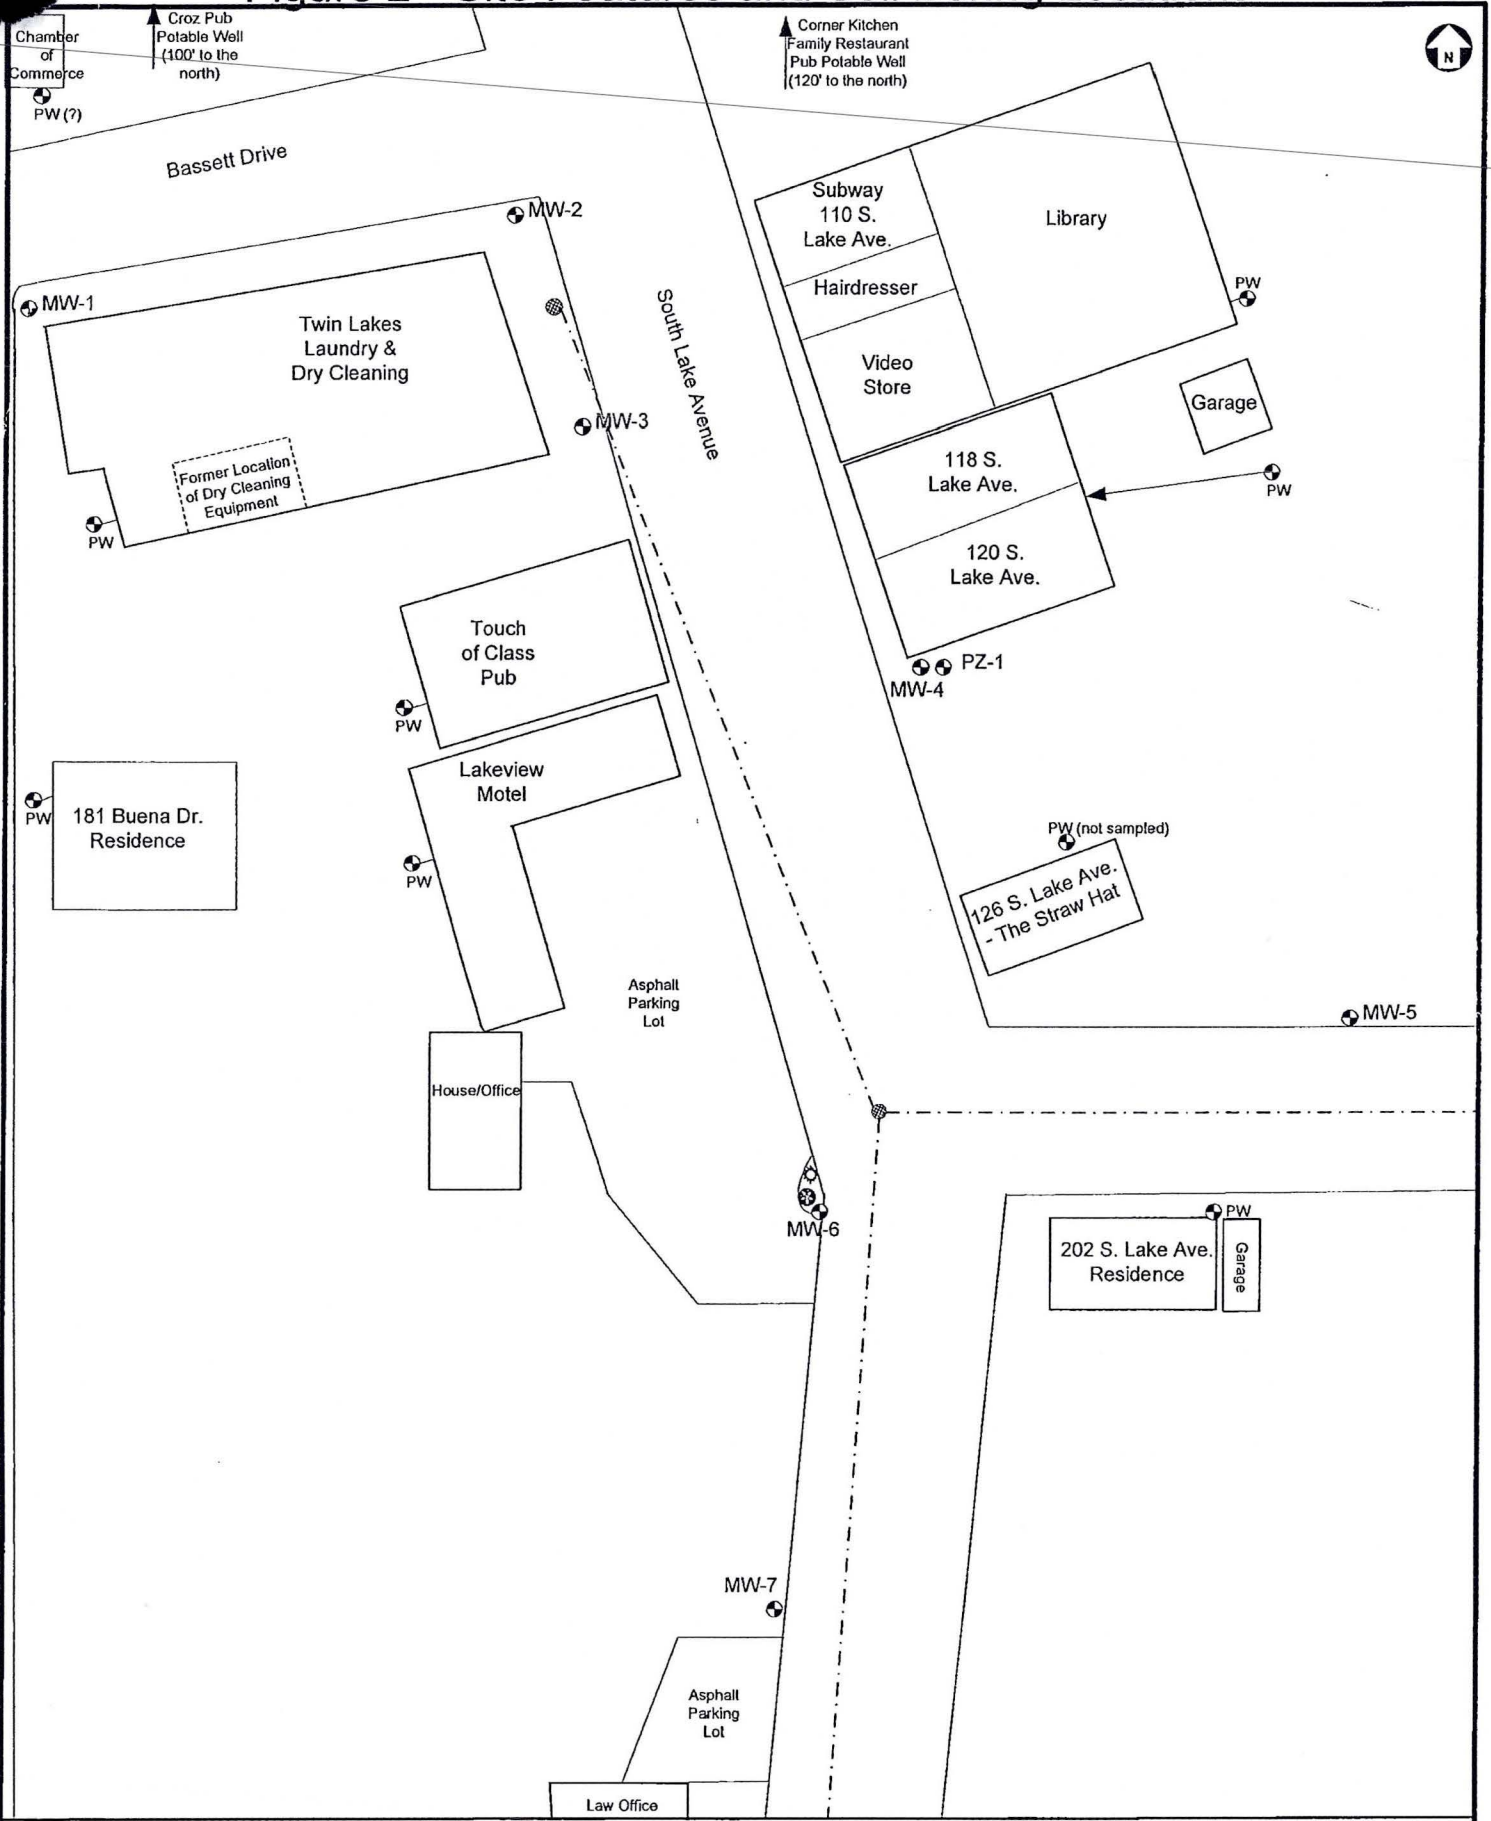 Chamber
of
Commerce
PW (?)
Croz Pub
Potable Well
(100' to the
north)
Corner Kitchen
Family Restaurant
Pub Potable Well
(120' to the north)
N
Bassett Drive
MW-2
MW-1
Twin Lakes
Laundry &
Dry Cleaning
Former Location
of Dry Cleaning
Equipment
PW
MW-3
South Lake Avenue
Subway
110 S.
Lake Ave.
Hairdresser
Video
Store
Library
PW
Garage
118 S.
Lake Ave.
PW
120 S.
Lake Ave.
MW-4
PZ-1
Touch
of Class
Pub
PW
Lakeview
Motel
PW
PW
181 Buena Dr.
Residence
PW (not sampled)
126 S. Lake Ave.
- The Straw Hat
Asphalt
Parking
Lot
MW-5
House/Office
MW-6
PW
202 S. Lake Ave.
Residence
Garage
MW-7
Asphalt
Parking
Lot
Law Office